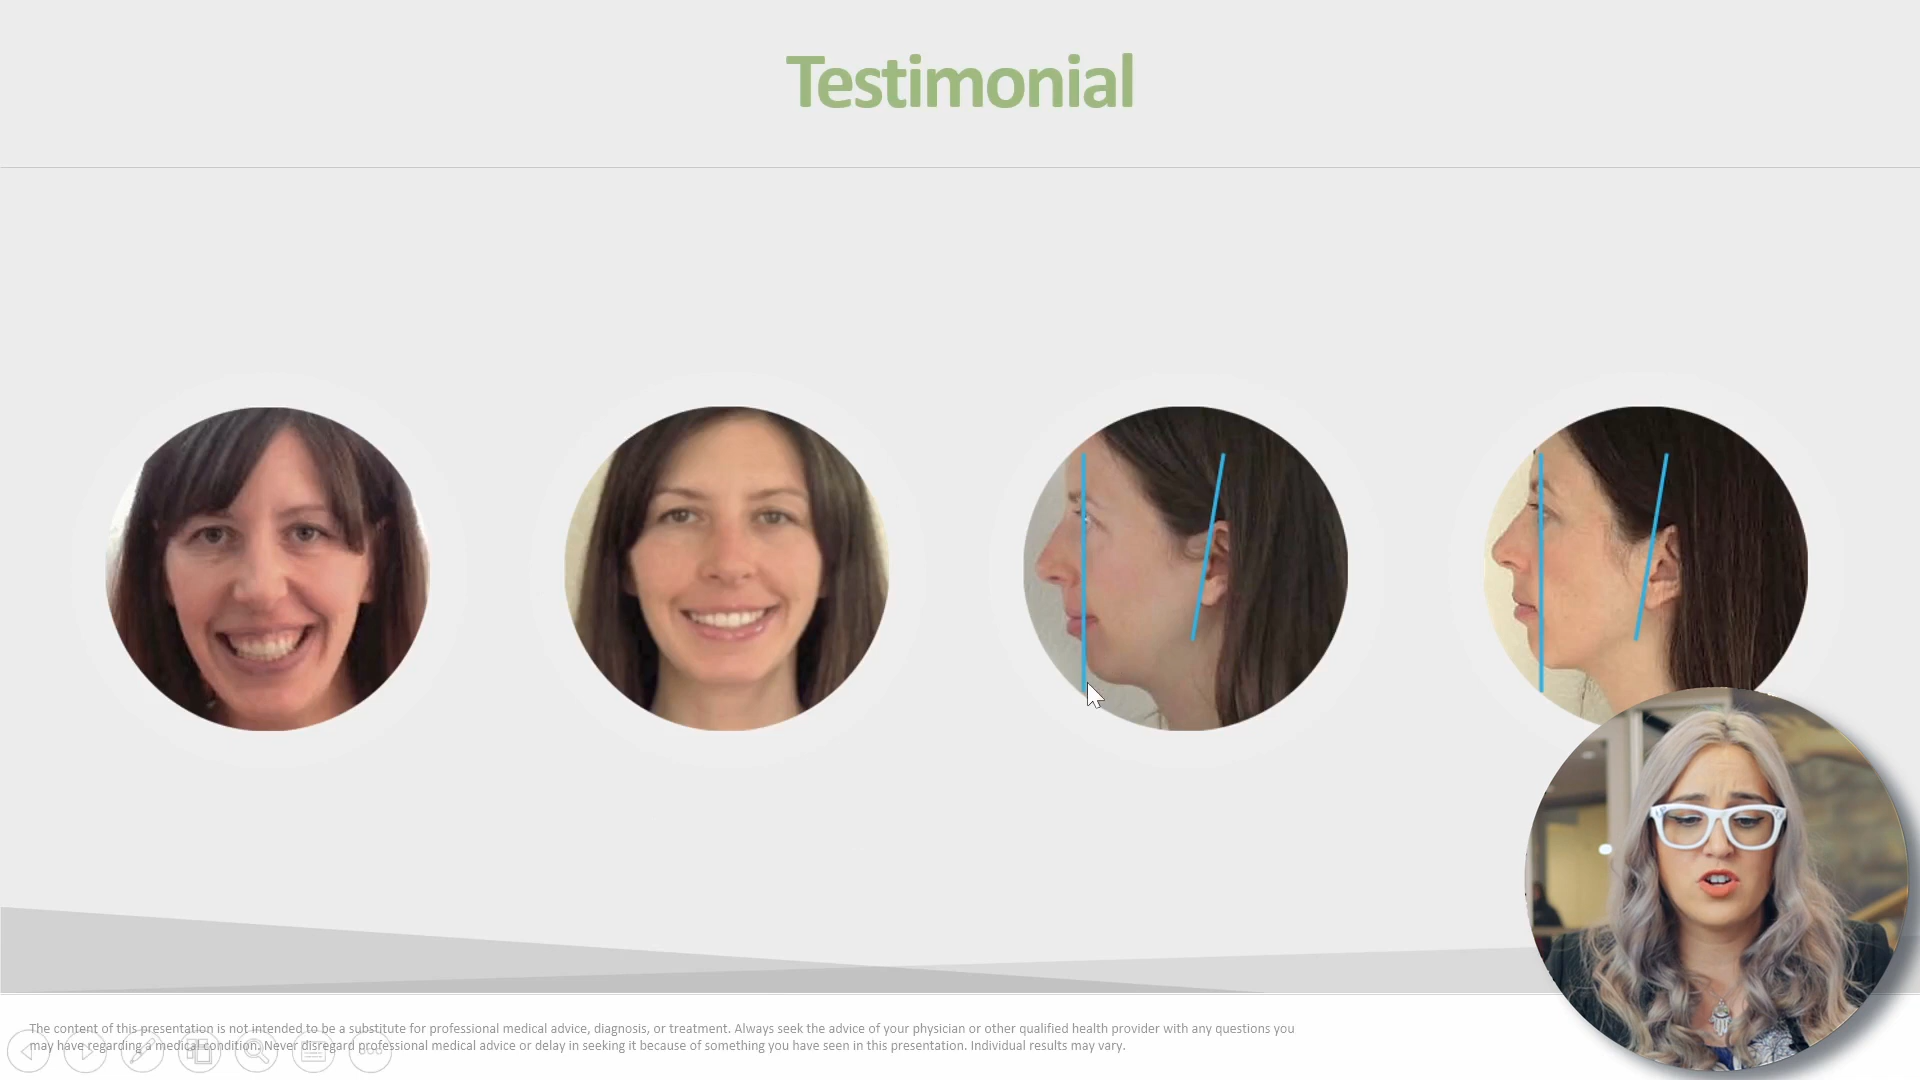 Testimonial
The content of this presentation is not intended to be a substitute for professional medical advice, diagnosis, or treatment. Always seek the advice of your physician or other qualified health provider with any questions you
may have regarding a medical condition. Never disregard professional medical advice or delay in seeking it because of something you have seen in this presentation. Individual results may vary.